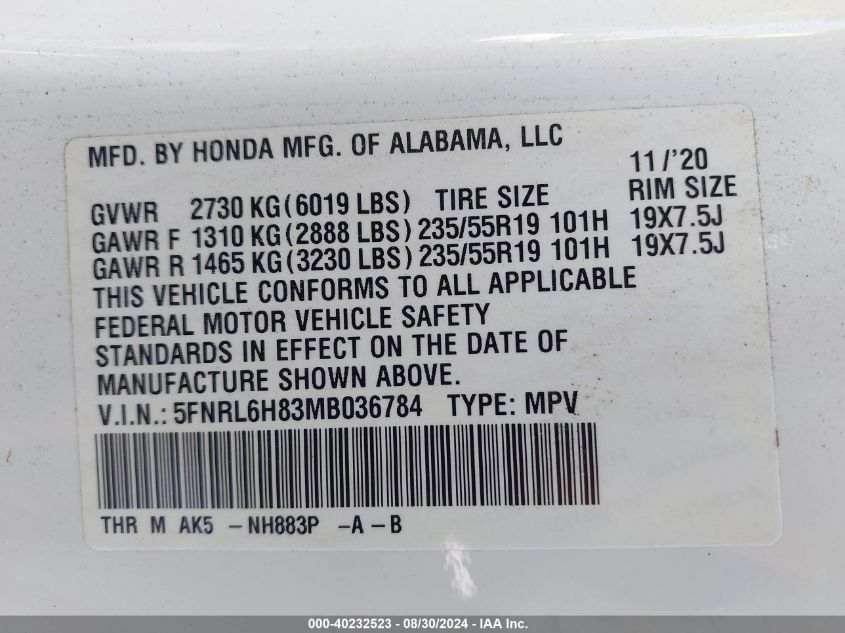 MFD. BY HONDA MFG. OF ALABAMA, LLC
11/'20
GVWR 2730 KG(6019 LBS) TIRE SIZE RIM SIZE
GAWR F 1310 KG(2888 LBS) 235/55R19 101H 19X7.5J
GAWR R 1465 KG(3230 LBS) 235/55R19 101H 19X7.5J
THIS VEHICLE CONFORMS TO ALL APPLICABLE
FEDERAL MOTOR VEHICLE SAFETY
STANDARDS IN EFFECT ON THE DATE OF
MANUFACTURE SHOWN ABOVE.
V.I.N.: 5FNRL6H83MB036784 TYPE: MPV
THR M AK5 -NH883P -A-B
000-40232523 - 08/30/2024 - IAA Inc.